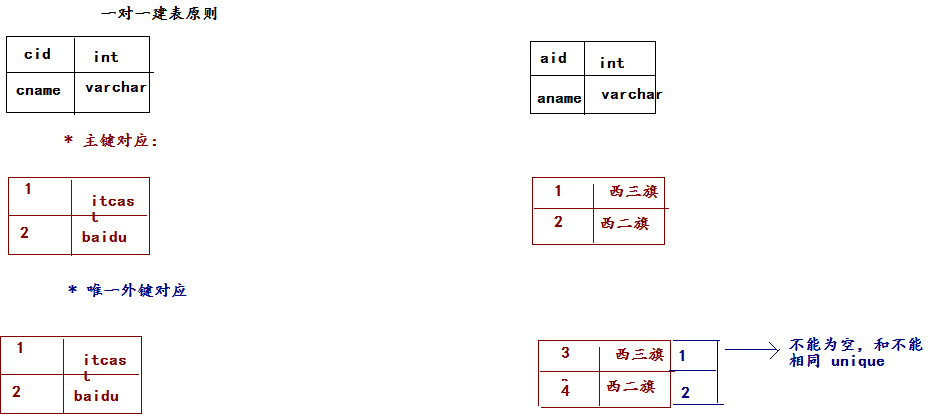 一对一建表原则
cid int
cname varchar
aid int
aname varchar
* 主键对应:
1 itcas
t
2 baidu
1 西三旗
2 西二旗
* 唯一外键对应
1 itcas
t
2 baidu
3 西三旗 1
4 西二旗 2
不能为空，和不能
相同 unique